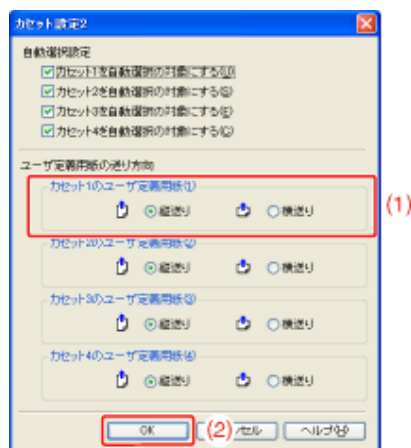 カセット設定2
自動選択設定
カセット1を自動選択の対象にする(U)
カセット2を自動選択の対象にする(S)
カセット3を自動選択の対象にする(E)
カセット4を自動選択の対象にする(C)
ユーザ定義用紙の送り方向
カセット1のユーザ定義用紙(1)
縦送り 横送り
(1)
カセット2のユーザ定義用紙(2)
縦送り 横送り
カセット3のユーザ定義用紙(3)
縦送り 横送り
カセット4のユーザ定義用紙(4)
縦送り 横送り
OK (2) ンセル ヘルプ(H)